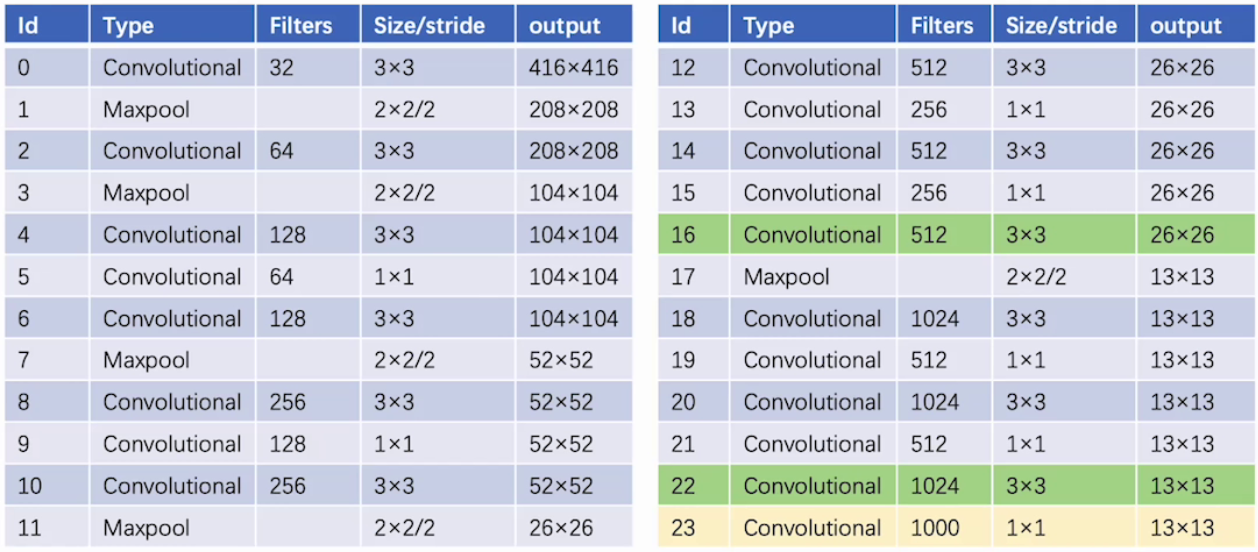 Id Type Filters Size/stride output
0 Convolutional 32 3×3 416×416
1 Maxpool 2×2/2 208×208
2 Convolutional 64 3×3 208×208
3 Maxpool 2×2/2 104×104
4 Convolutional 128 3×3 104×104
5 Convolutional 64 1×1 104×104
6 Convolutional 128 3×3 104×104
7 Maxpool 2×2/2 52×52
8 Convolutional 256 3×3 52×52
9 Convolutional 128 1×1 52×52
10 Convolutional 256 3×3 52×52
11 Maxpool 2×2/2 26×26
Id Type Filters Size/stride output
12 Convolutional 512 3×3 26×26
13 Convolutional 256 1×1 26×26
14 Convolutional 512 3×3 26×26
15 Convolutional 256 1×1 26×26
16 Convolutional 512 3×3 26×26
17 Maxpool 2×2/2 13×13
18 Convolutional 1024 3×3 13×13
19 Convolutional 512 1×1 13×13
20 Convolutional 1024 3×3 13×13
21 Convolutional 512 1×1 13×13
22 Convolutional 1024 3×3 13×13
23 Convolutional 1000 1×1 13×13